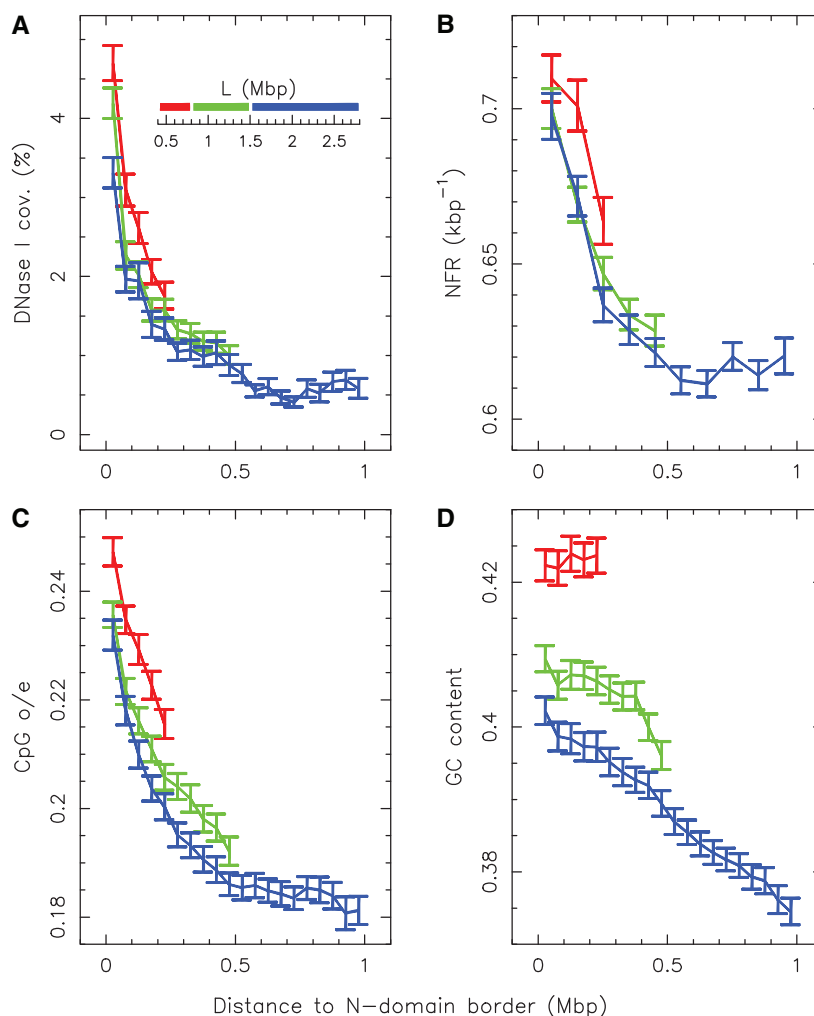 A
L (Mbp)
0.5 1 1.5 2 2.5
DNase I cov. (%)
4
2
0
0 0.5 1
B
NFR (kbp⁻¹)
0.7
0.65
0.6
0 0.5 1
C
CpG o/e
0.24
0.22
0.2
0.18
0 0.5 1
D
GC content
0.42
0.4
0.38
0 0.5 1
Distance to N-domain border (Mbp)